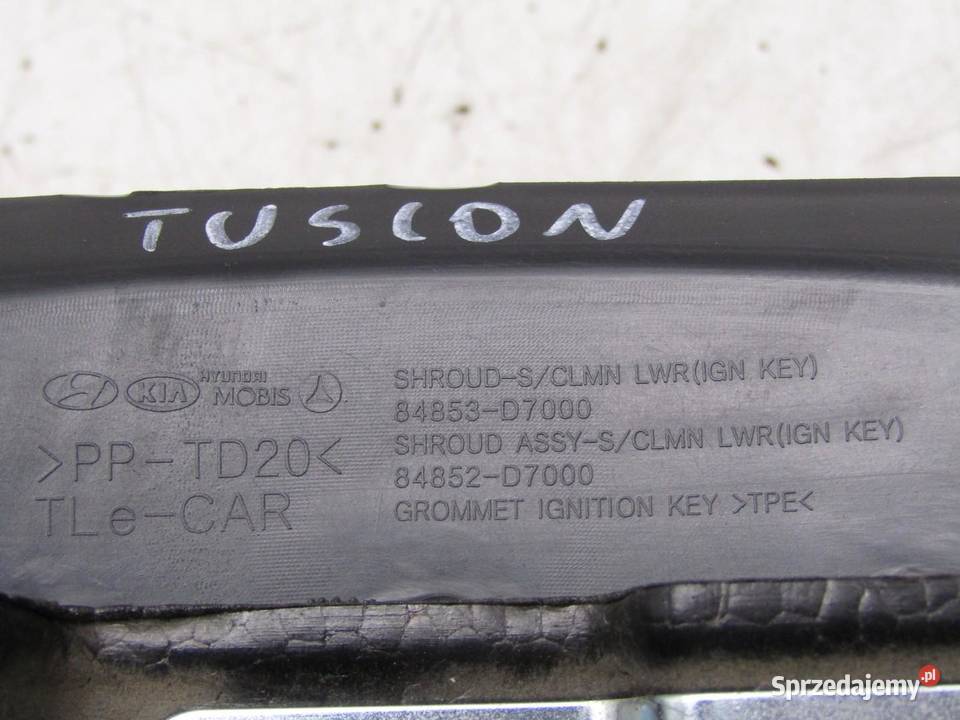 TUSCON
KIA
HYUNDAI
MOBIS
>PP-TD20<
TLe-CAR
SHROUD-S/CLMN LWR(IGN KEY)
84853-D7000
SHROUD ASSY-S/CLMN LWR(IGN KEY)
84852-D7000
GROMMET IGNITION KEY >TPE<
Sprzedajemy.pl